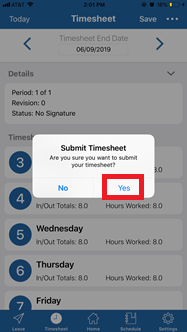 5:01 PM
Today
Timesheet
Save
Timesheet End Date
06/09/2019
Details
Period: 1 of 1
Revision: 0
Status: No Signature
Submit Timesheet
Are you sure you want to submit
your timesheet?
No
Yes
3
4
In/Out Totals: 8.0
Hours Worked: 8.0
5
Wednesday
In/Out Totals: 8.0
Hours Worked: 8.0
6
Thursday
In/Out Totals: 8.0
Hours Worked: 8.0
7
Friday
Leave
Timesheet
Home
Schedule
Settings